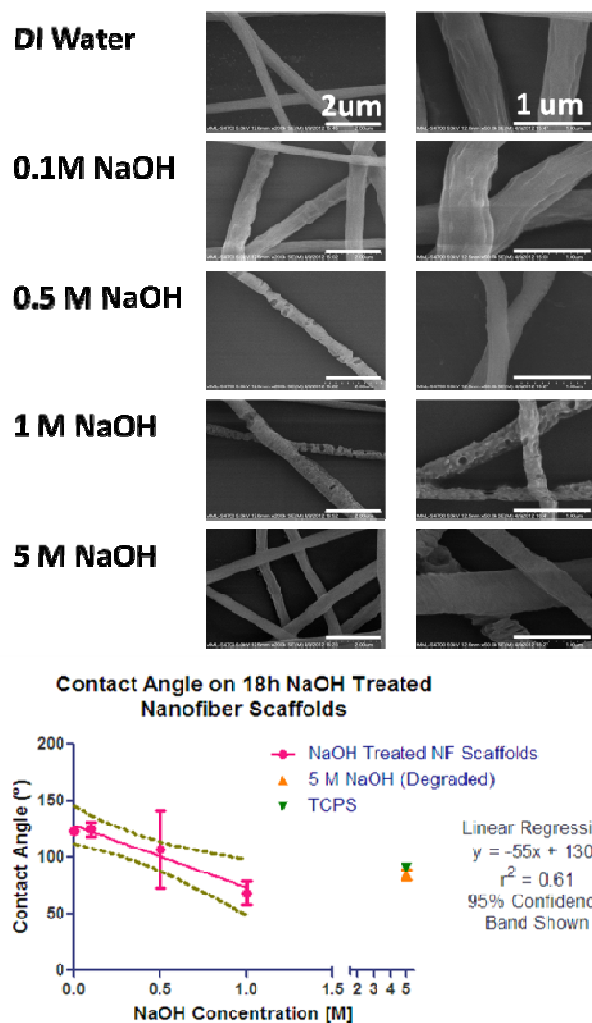 DI Water
2um
1 um
0.1M NaOH
0.5 M NaOH
1 M NaOH
5 M NaOH
Contact Angle on 18h NaOH Treated
Nanofiber Scaffolds
Contact Angle (º)
200
150
100
50
0
0.0 0.5 1.0 1.5 2 3 4 5
NaOH Concentration [M]
NaOH Treated NF Scaffolds
5 M NaOH (Degraded)
TCPS
Linear Regressi
y = -55x + 130
r² = 0.61
95% Confidenc
Band Shown